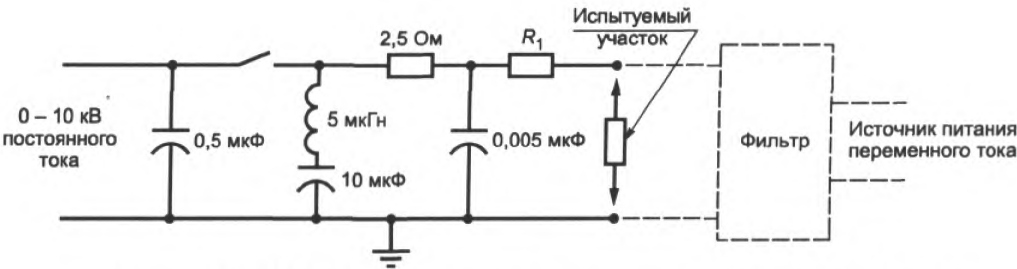 Испытуемый
участок
2,5 Ом
R1
0 – 10 кВ
постоянного
тока
0,5 мкФ
5 мкГн
10 мкФ
0,005 мкФ
Фильтр
Источник питания
переменного тока